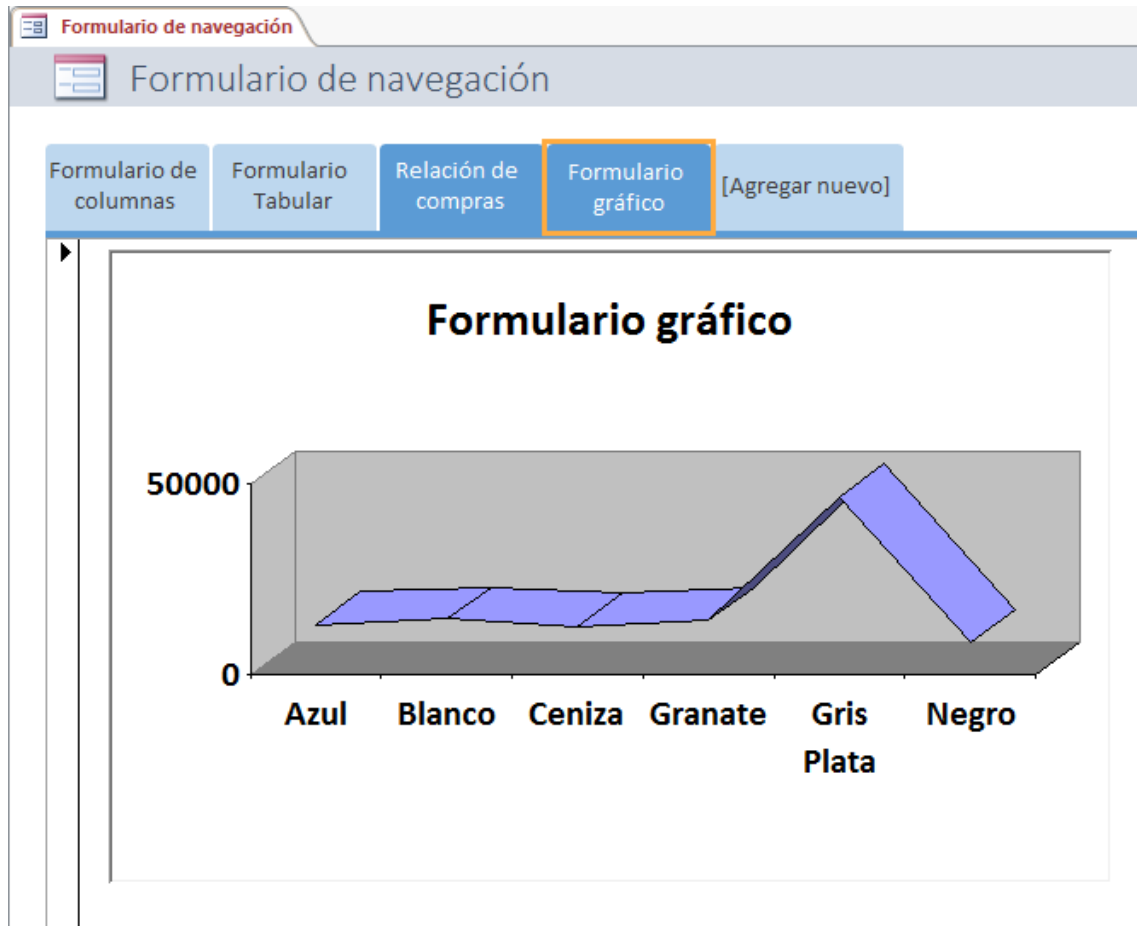 Formulario de navegación
Formulario de navegación
Formulario de
columnas
Formulario
Tabular
Relación de
compras
Formulario
gráfico
[Agregar nuevo]
Formulario gráfico
50000
0
Azul Blanco Ceniza Granate Gris Negro
Plata